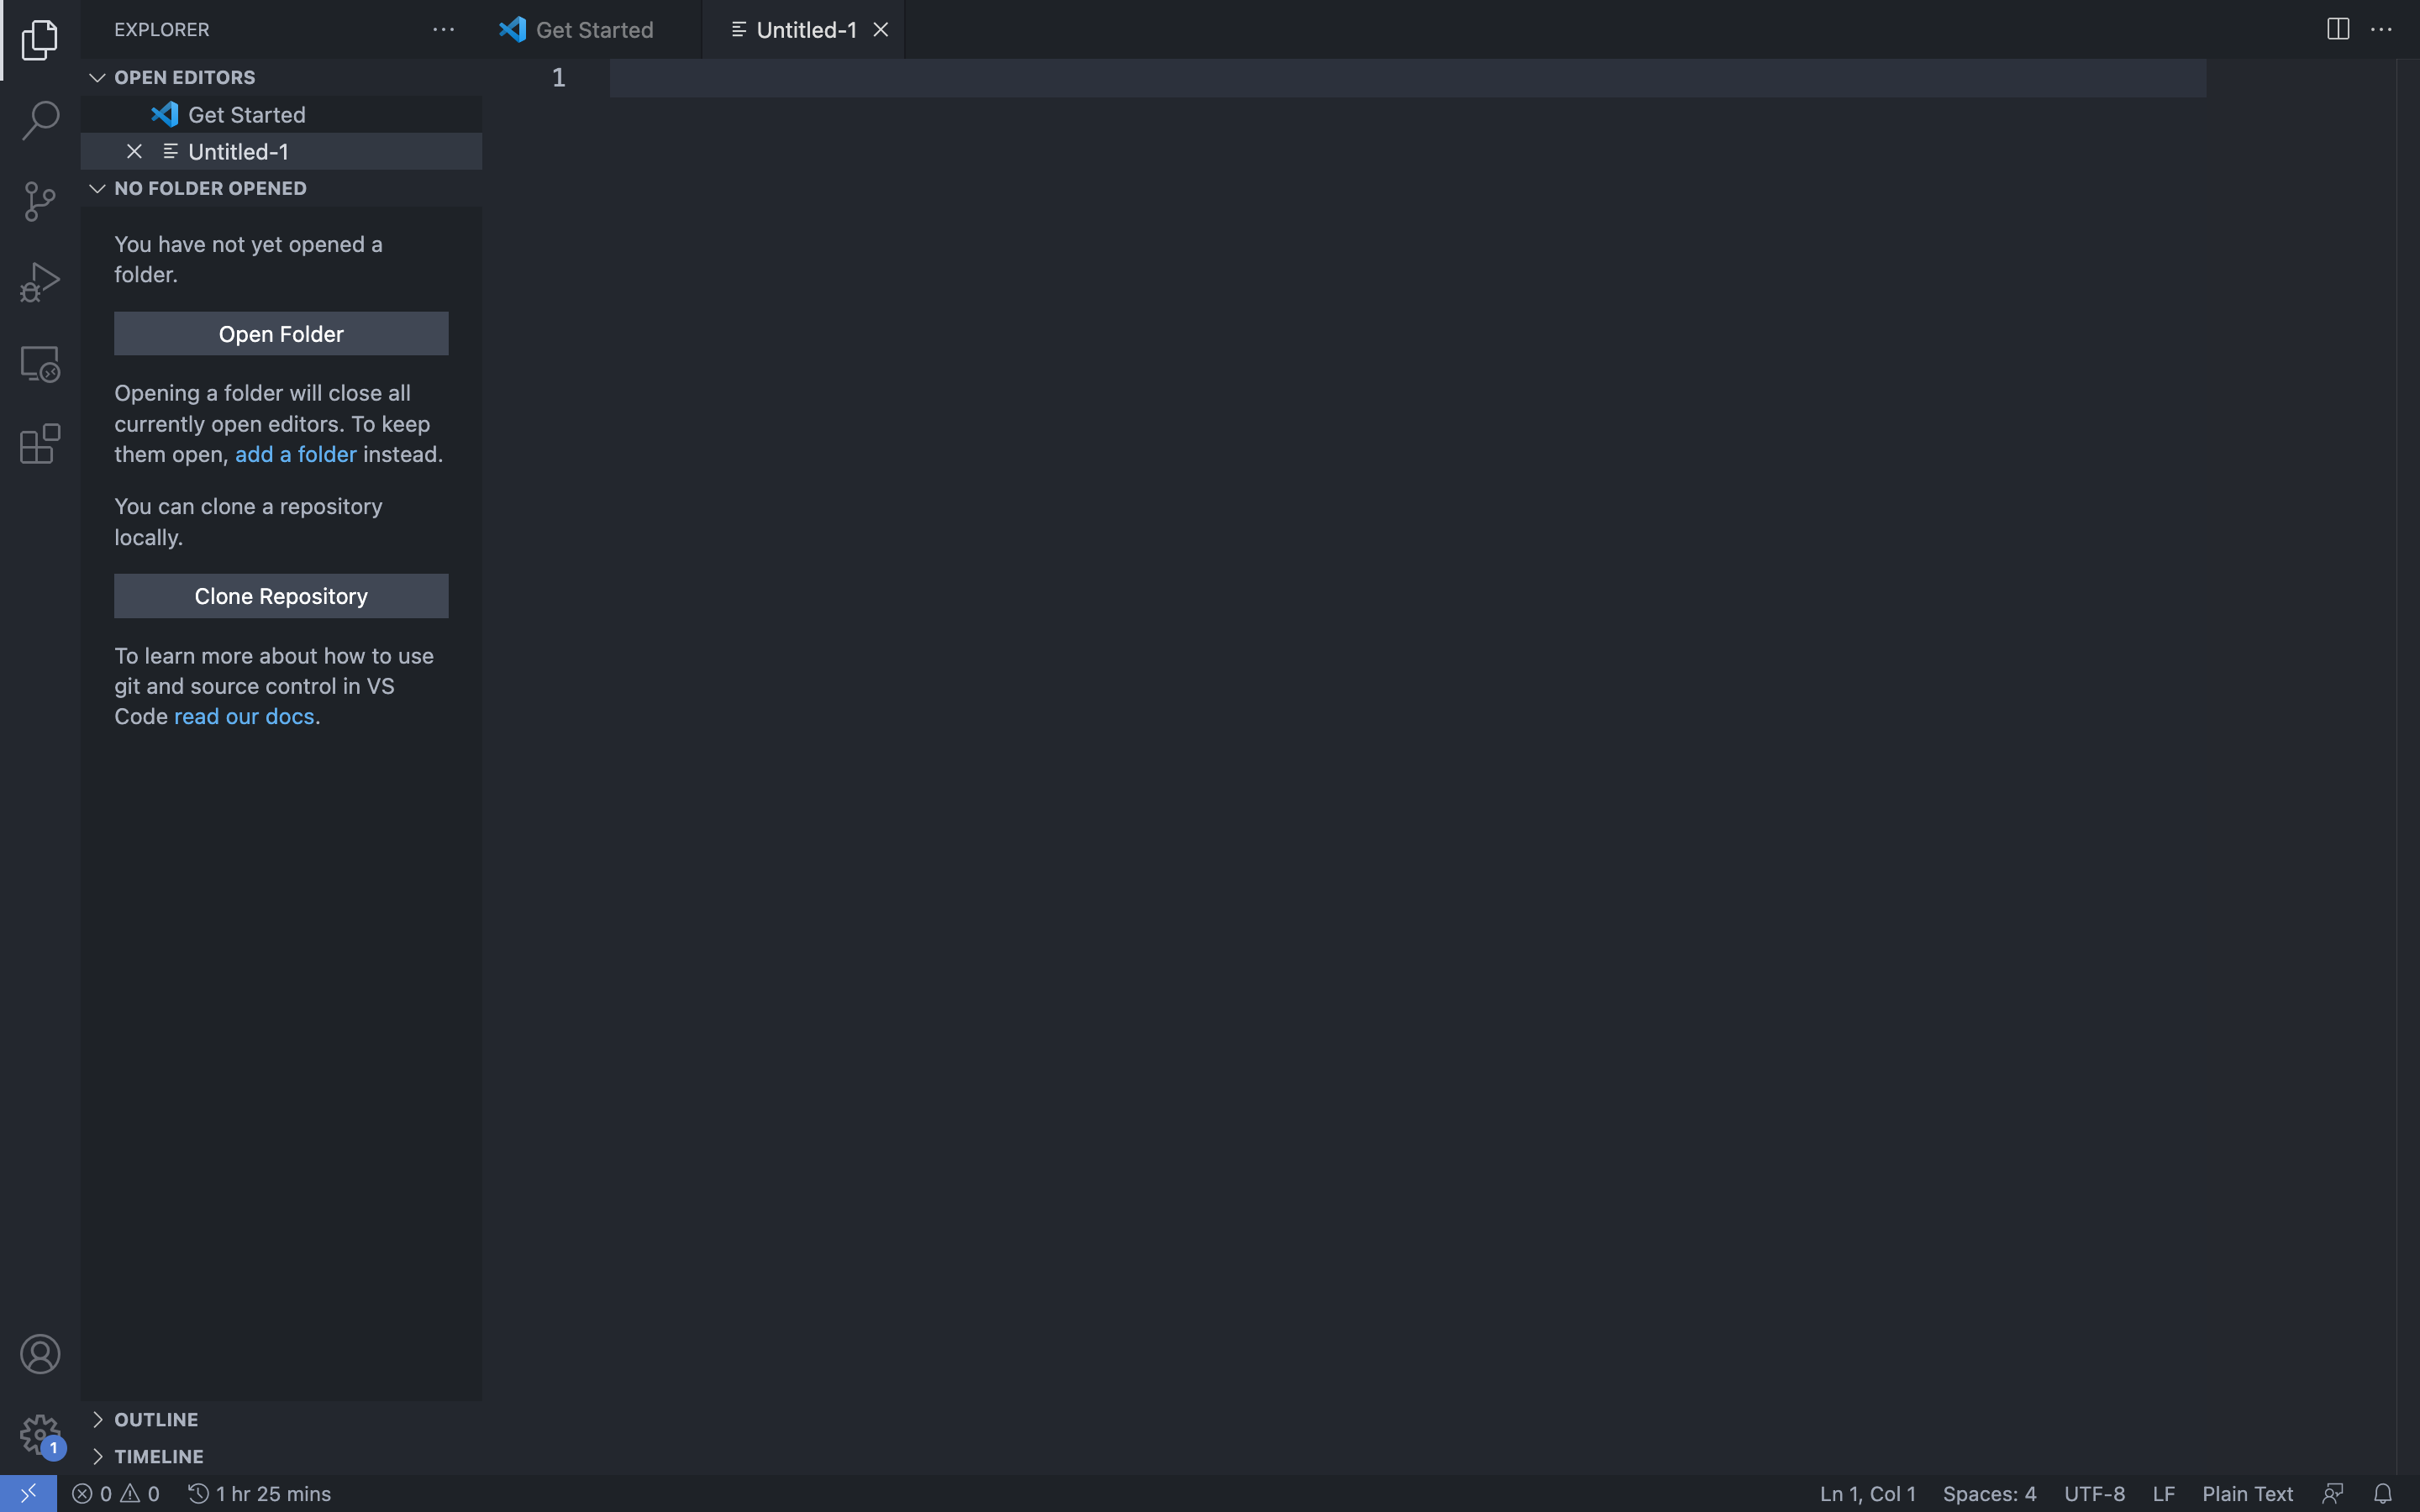 EXPLORER
Get Started
Untitled-1
OPEN EDITORS
Get Started
Untitled-1
NO FOLDER OPENED
You have not yet opened a
folder.
Open Folder
Opening a folder will close all
currently open editors. To keep
them open, add a folder instead.
You can clone a repository
locally.
Clone Repository
To learn more about how to use
git and source control in VS
Code read our docs.
OUTLINE
TIMELINE
1
1
0 0 1 hr 25 mins
Ln 1, Col 1 Spaces: 4 UTF-8 LF Plain Text